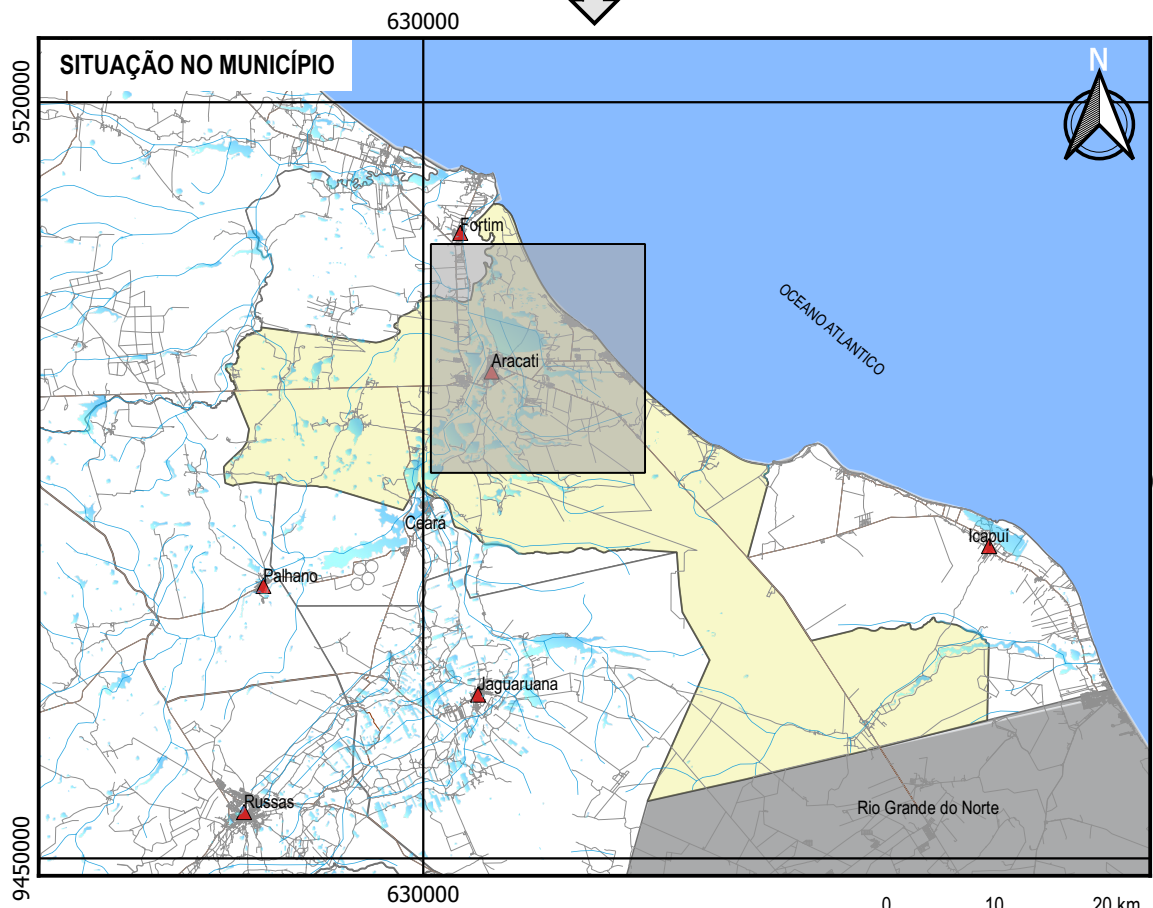 630000
SITUAÇÃO NO MUNICÍPIO
N
9520000
Fortim
OCEANO ATLANTICO
Aracati
Ceará
Icapuí
Palhano
Jaguaruana
Russas
Rio Grande do Norte
9450000
630000
0 10 20 km